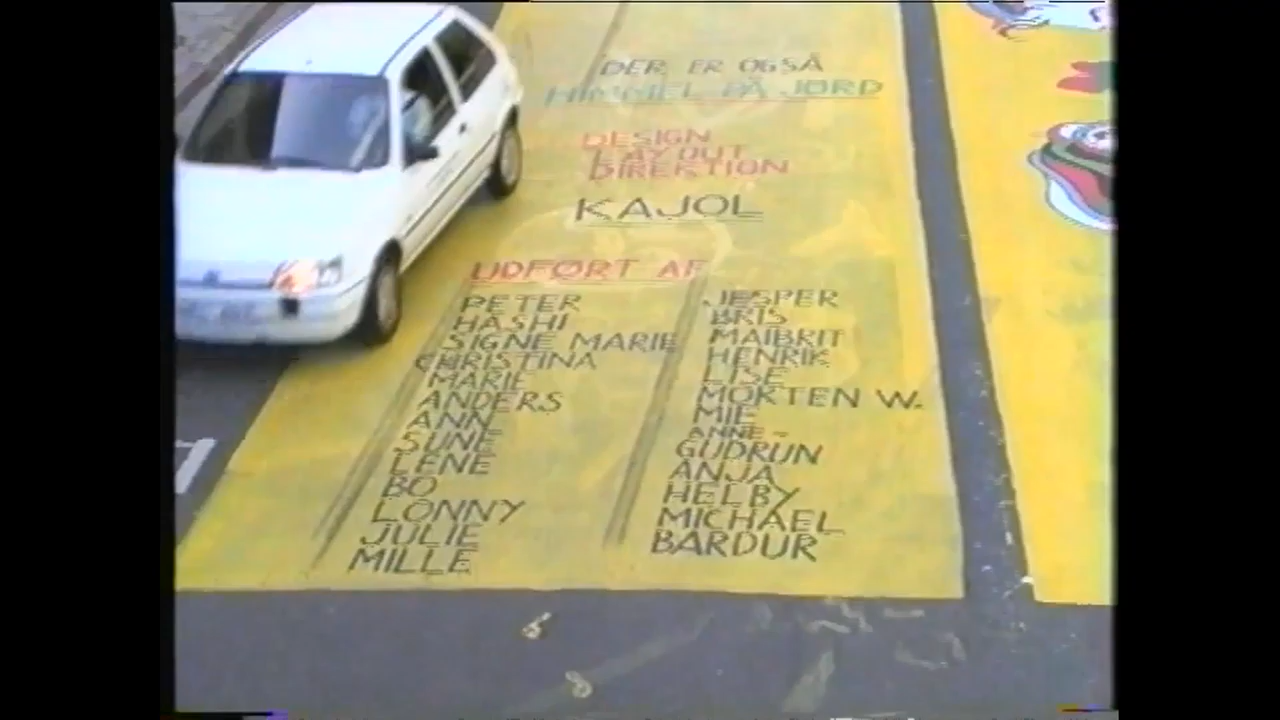 DER ER OGSÅ
HIMMEL PÅ JORD
DESIGN
LAYOUT
DIREKTION
KAJOL
UDFØRT AF
PETER
HASHI
SIGNE MARIE
CHRISTINA
MARIE
ANDERS
ANN
SUNE
LENE
BO
LONNY
JULIE
MILLE
JESPER
BRIS
MAIBRIT
HENRIK
LISE
MORTEN W.
MIE
ANNE-
GUDRUN
ANJA
HELBY
MICHAEL
BARDUR